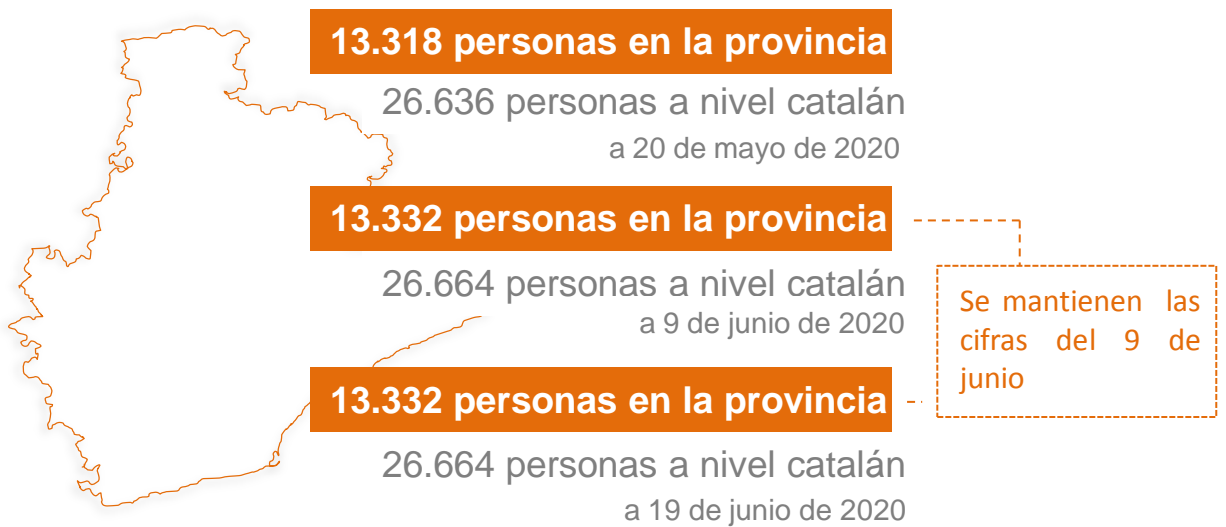 13.318 personas en la provincia
26.636 personas a nivel catalán
a 20 de mayo de 2020
13.332 personas en la provincia
26.664 personas a nivel catalán
a 9 de junio de 2020
Se mantienen las
cifras del 9 de
junio
13.332 personas en la provincia
26.664 personas a nivel catalán
a 19 de junio de 2020